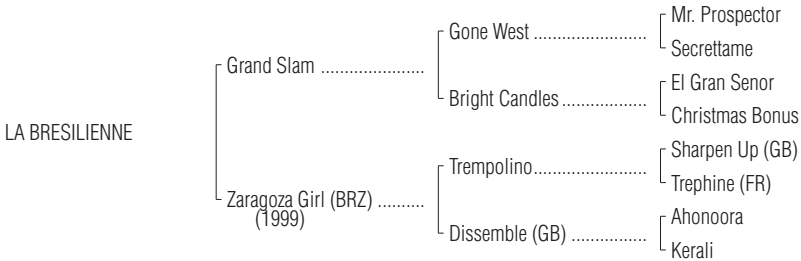 Mr. Prospector
Gone West ........................
Secrettame
Grand Slam ......................
El Gran Senor
Bright Candles..................
Christmas Bonus
LA BRESILIENNE
Sharpen Up (GB)
Trempolino........................
Trephine (FR)
Zaragoza Girl (BRZ) ..........
(1999)
Ahonoora
Dissemble (GB) ................
Kerali